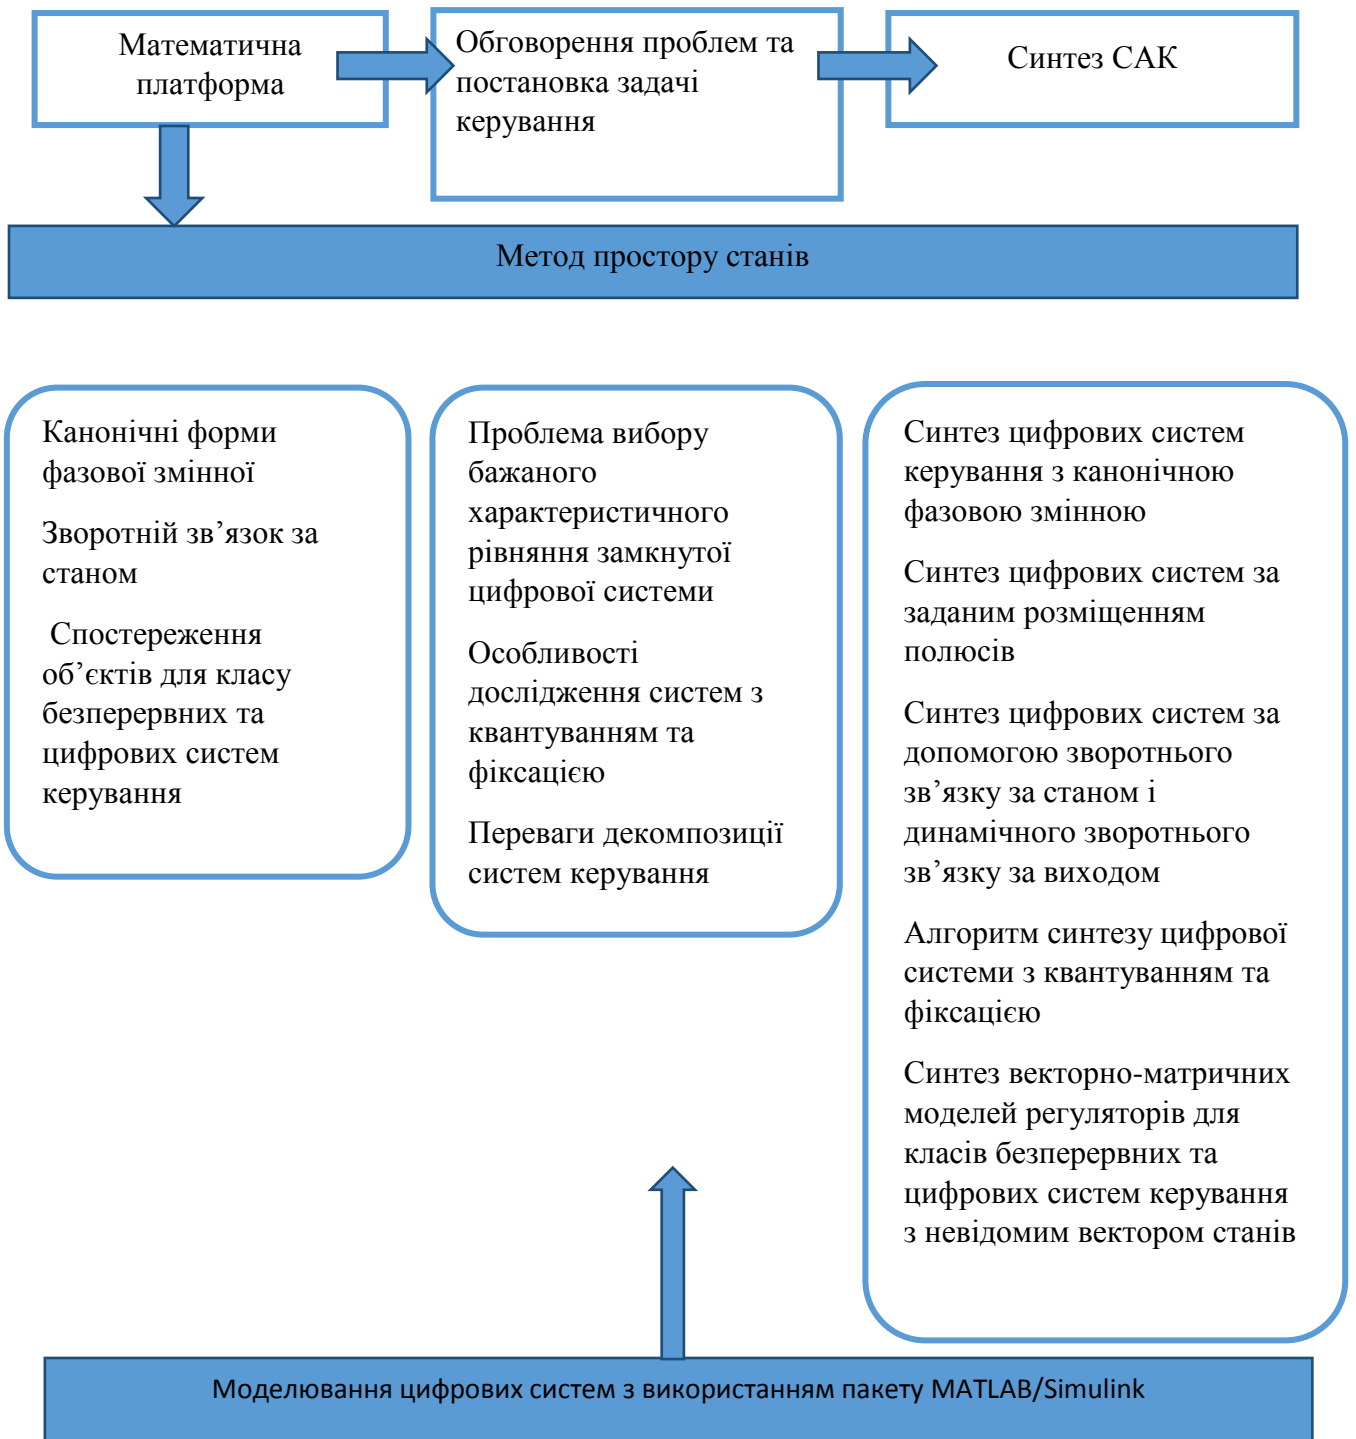 Математична
платформа
Обговорення проблем та
постановка задачі
керування
Синтез САК
Метод простору станів
Канонічні форми
фазової змінної
Зворотній зв’язок за
станом
Спостереження
об’єктів для класу
безперервних та
цифрових систем
керування
Проблема вибору
бажаного
характеристичного
рівняння замкнутої
цифрової системи
Особливості
дослідження систем з
квантуванням та
фіксацією
Переваги декомпозиції
систем керування
Синтез цифрових систем
керування з канонічною
фазовою змінною
Синтез цифрових систем за
заданим розміщенням
полюсів
Синтез цифрових систем за
допомогою зворотнього
зв’язку за станом і
динамічного зворотнього
зв’язку за виходом
Алгоритм синтезу цифрової
системи з квантуванням та
фіксацією
Синтез векторно-матричних
моделей регуляторів для
класів безперервних та
цифрових систем керування
з невідомим вектором станів
Моделювання цифрових систем з використанням пакету MATLAB/Simulink